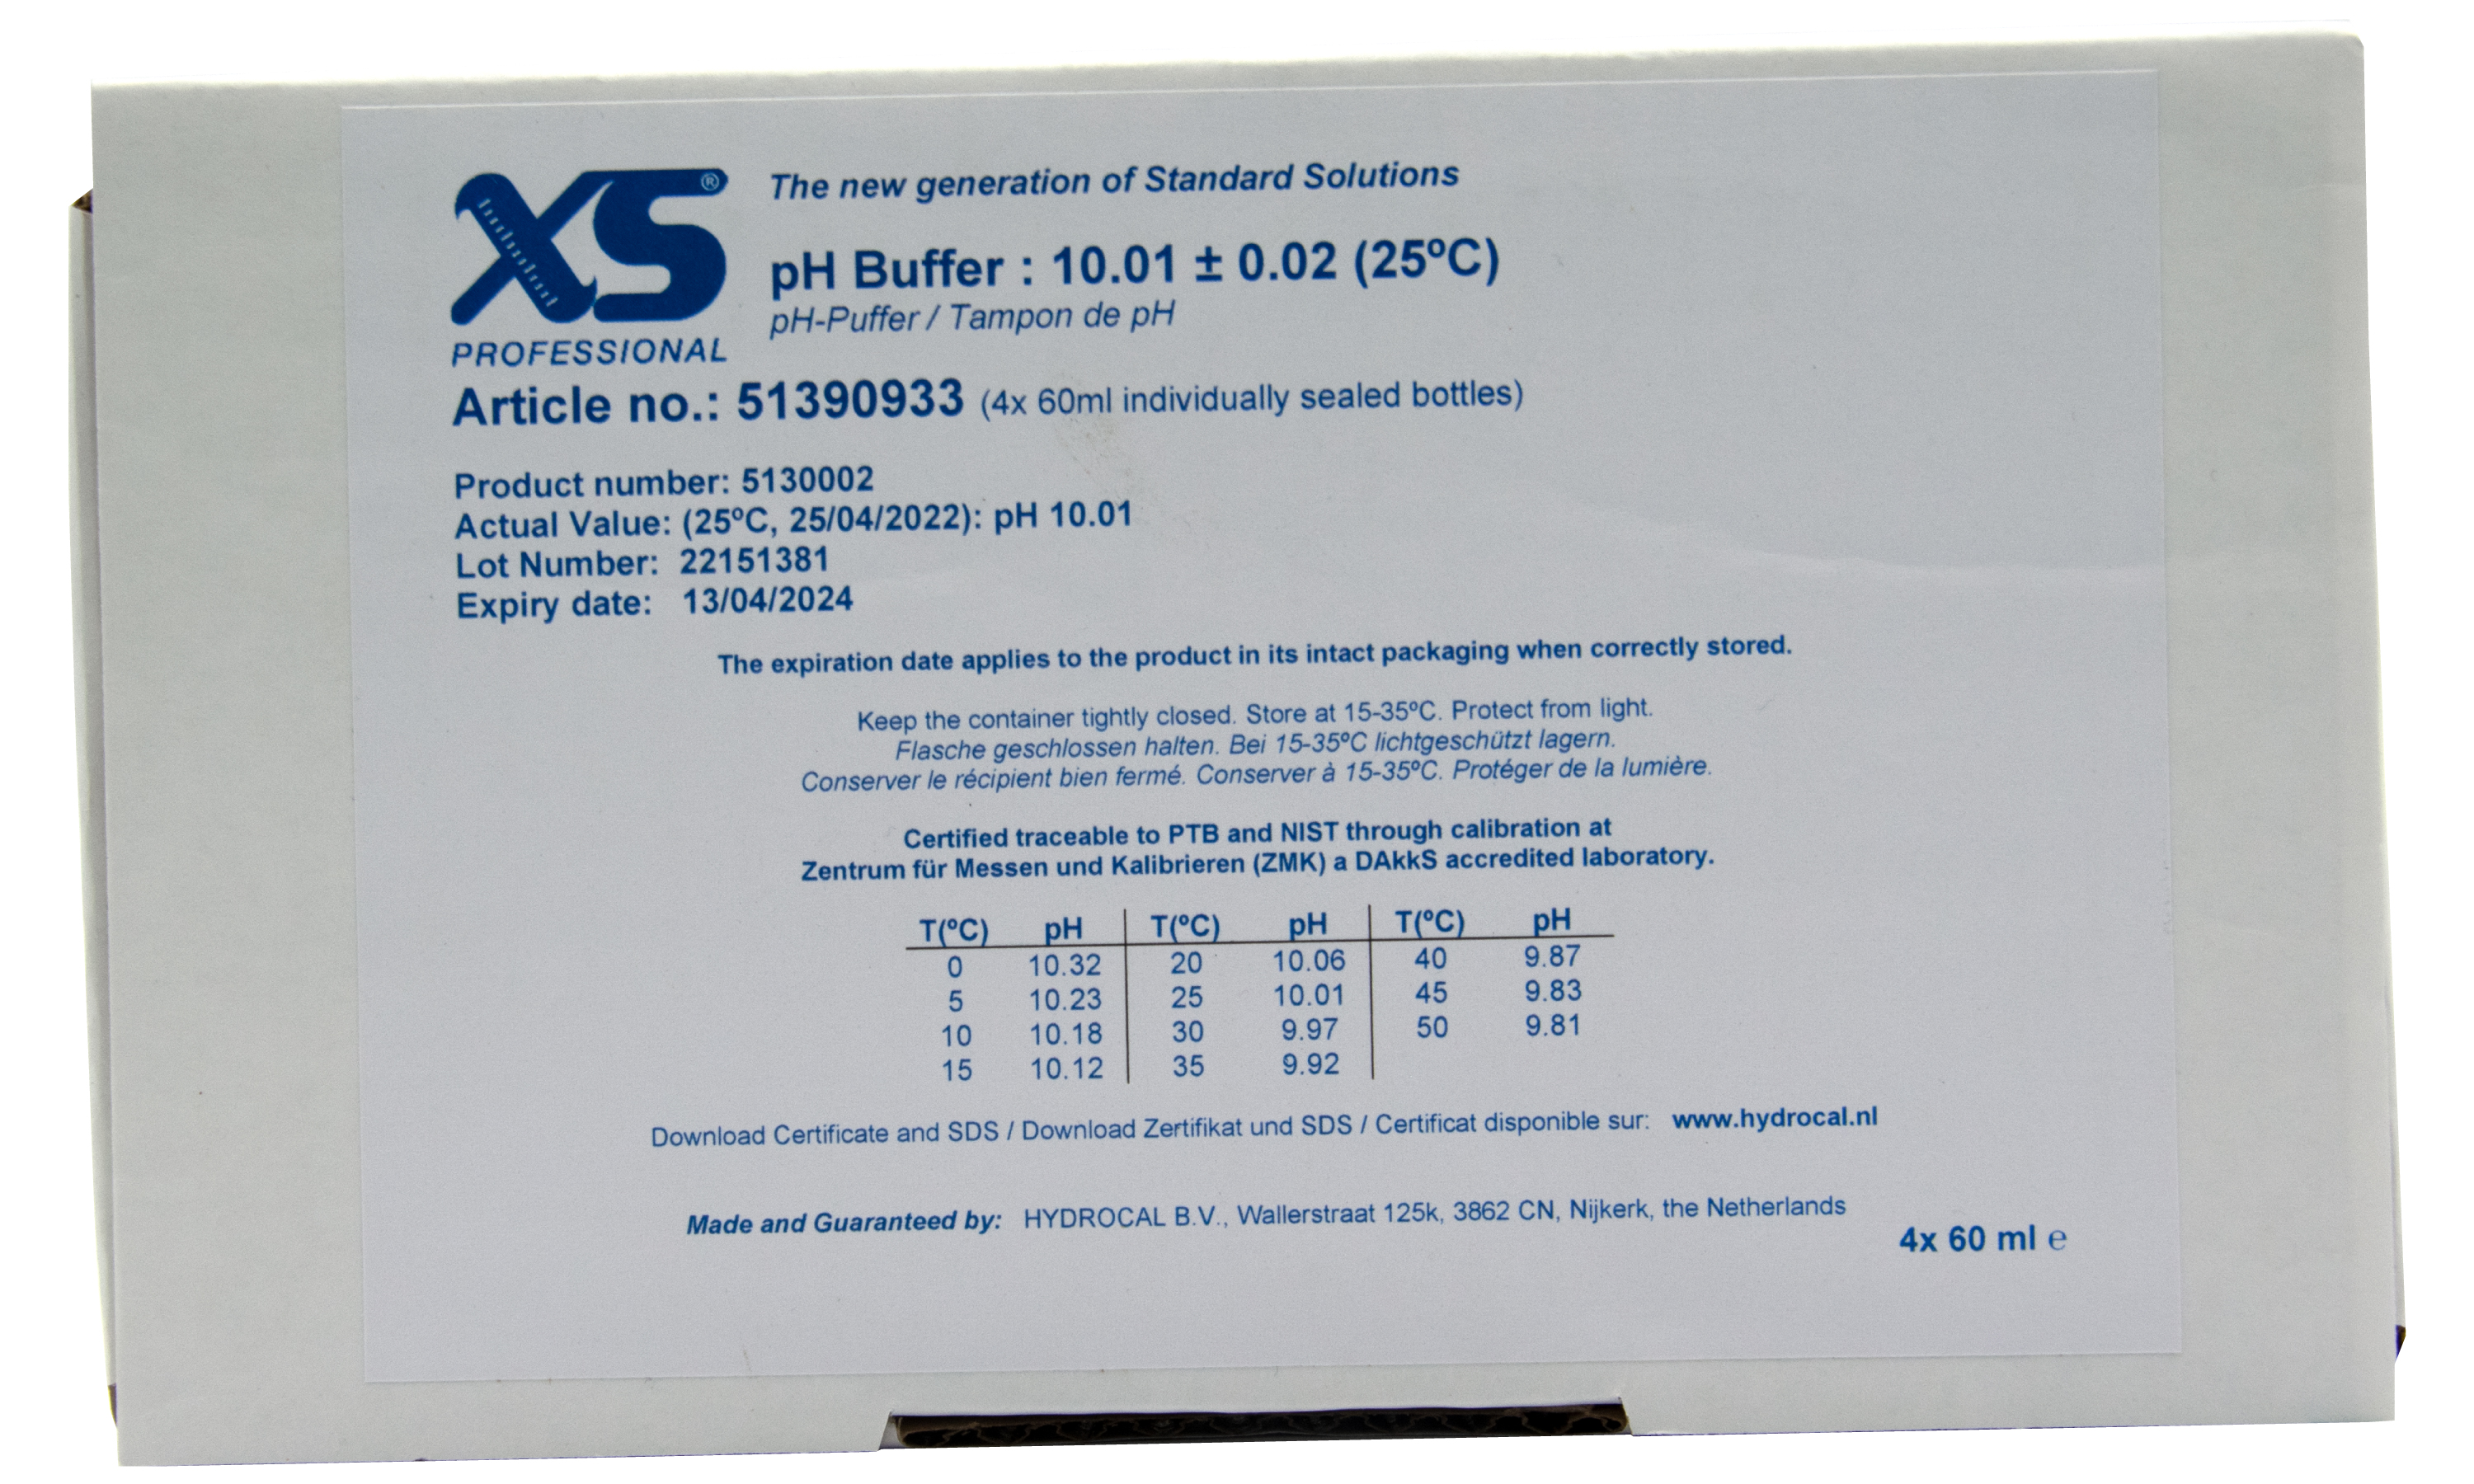 XS®
PROFESSIONAL
The new generation of Standard Solutions
pH Buffer : 10.01 ± 0.02 (25ºC)
pH-Puffer / Tampon de pH
Article no.: 51390933 (4x 60ml individually sealed bottles)
Product number: 5130002
Actual Value: (25ºC, 25/04/2022): pH 10.01
Lot Number: 22151381
Expiry date: 13/04/2024
The expiration date applies to the product in its intact packaging when correctly stored.
Keep the container tightly closed. Store at 15-35ºC. Protect from light.
Flasche geschlossen halten. Bei 15-35ºC lichtgeschützt lagern.
Conserver le récipient bien fermé. Conserver à 15-35ºC. Protéger de la lumière.
Certified traceable to PTB and NIST through calibration at
Zentrum für Messen und Kalibrieren (ZMK) a DAkkS accredited laboratory.
T(ºC) pH T(ºC) pH T(ºC) pH
0 10.32 20 10.06 40 9.87
5 10.23 25 10.01 45 9.83
10 10.18 30 9.97 50 9.81
15 10.12 35 9.92
Download Certificate and SDS / Download Zertifikat und SDS / Certificat disponible sur: www.hydrocal.nl
Made and Guaranteed by: HYDROCAL B.V., Wallerstraat 125k, 3862 CN, Nijkerk, the Netherlands
4x 60 ml ℮